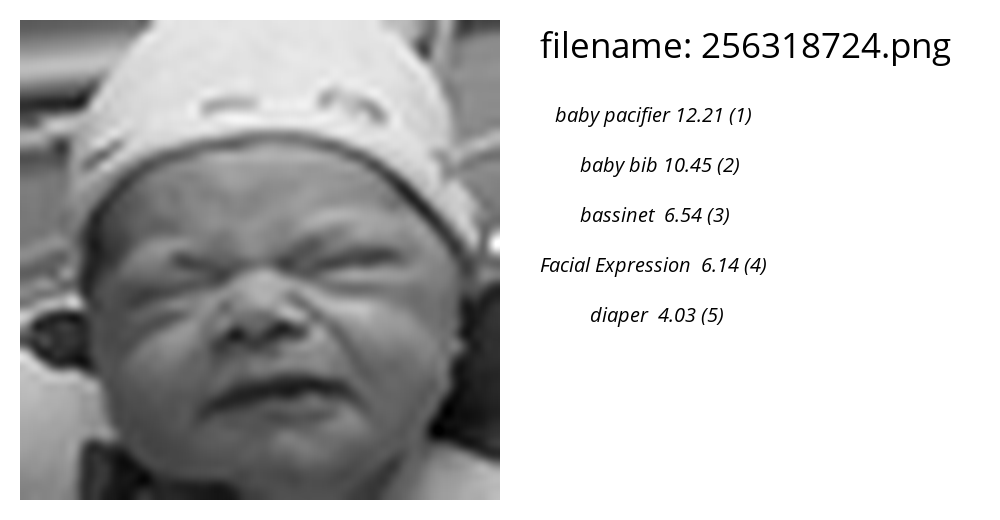 filename: 256318724.png
baby pacifier 12.21 (1)
baby bib 10.45 (2)
bassinet 6.54 (3)
Facial Expression 6.14 (4)
diaper 4.03 (5)